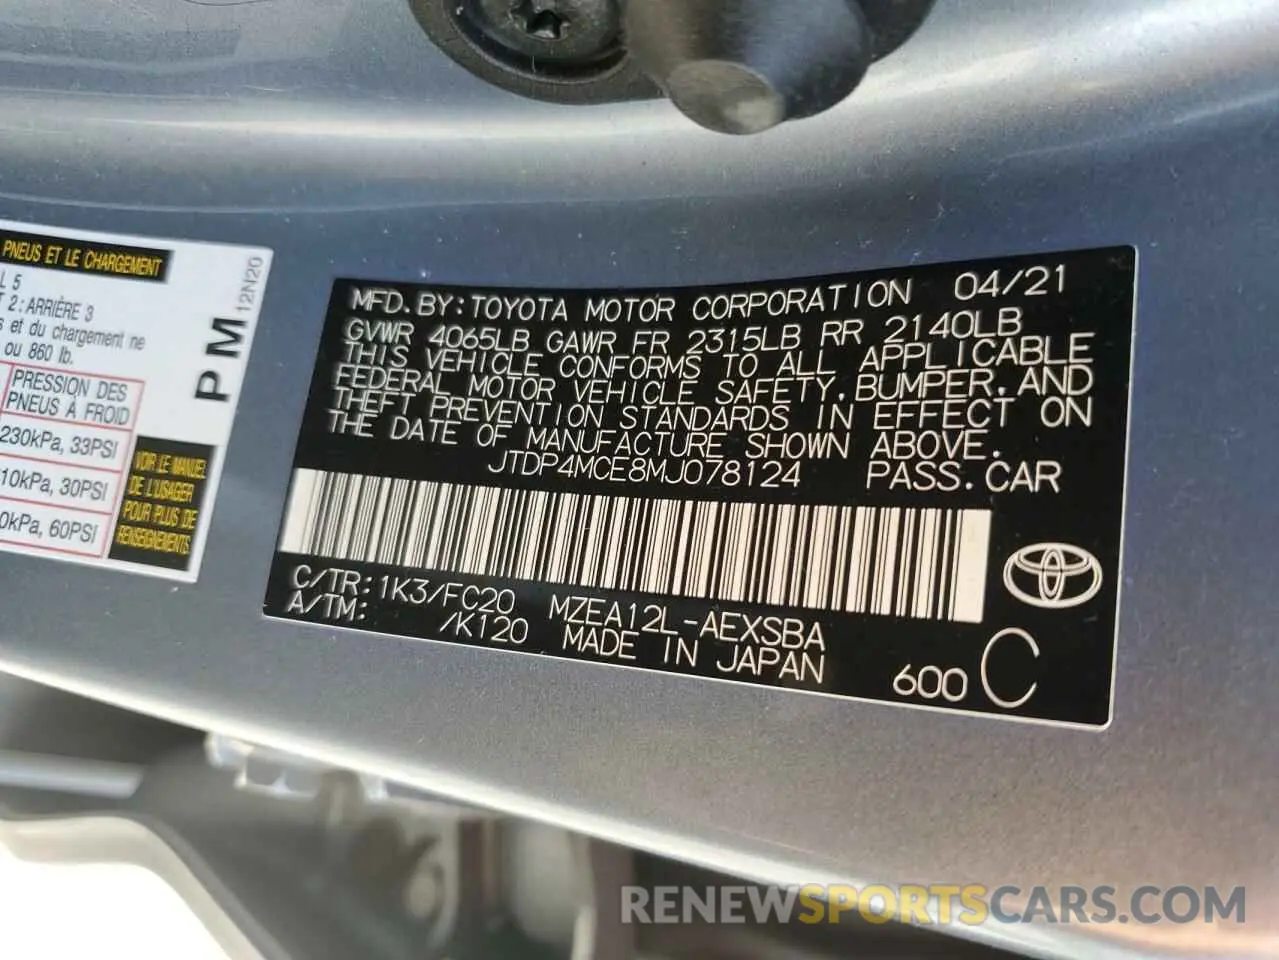 PNEUS ET LE CHARGEMENT
L 5
2: ARRIÈRE 3
s et du chargement ne
ou 860 lb.
PRESSION DES
PNEUS À FROID
230kPa, 33PSI
10kPa, 30PSI
0kPa, 60PSI
VOIR LE MANUEL
DE L'USAGER
POUR PLUS DE
RENSEIGNEMENTS
PM
12N20
MFD. BY: TOYOTA MOTOR CORPORATION 04/21
GVWR 4065LB GAWR FR 2315LB RR 2140LB
THIS VEHICLE CONFORMS TO ALL APPLICABLE
FEDERAL MOTOR VEHICLE SAFETY, BUMPER, AND
THEFT PREVENTION STANDARDS IN EFFECT ON
THE DATE OF MANUFACTURE SHOWN ABOVE.
JTDP4MCE8MJ078124 PASS. CAR
C/TR: 1K3/FC20 MZEA12L-AEXSBA
A/TM: /K120 MADE IN JAPAN
600 C
RENEWSPORTSCARS.COM